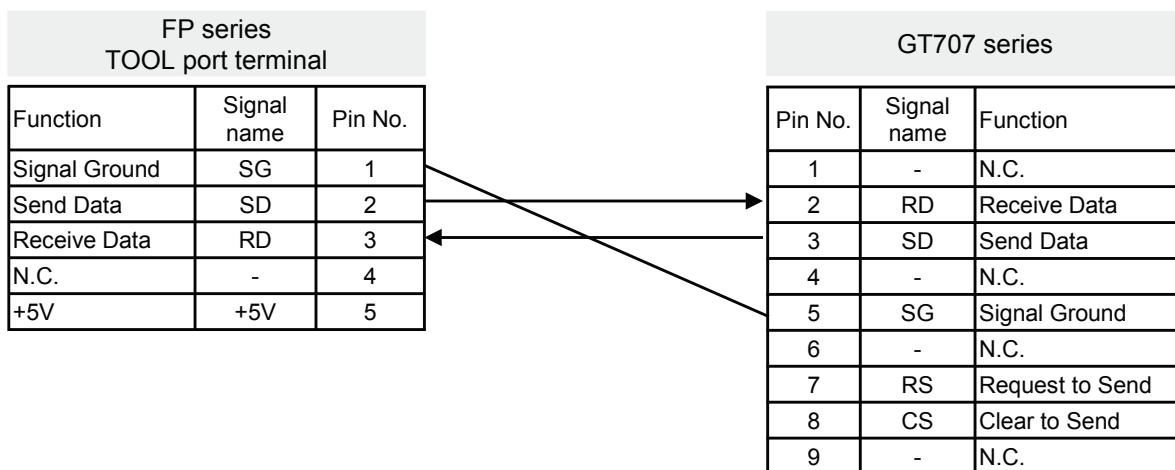 FP series
TOOL port terminal
Function Signal name Pin No.
Signal Ground SG 1
Send Data SD 2
Receive Data RD 3
N.C. - 4
+5V +5V 5
GT707 series
Pin No. Signal name Function
1 - N.C.
2 RD Receive Data
3 SD Send Data
4 - N.C.
5 SG Signal Ground
6 - N.C.
7 RS Request to Send
8 CS Clear to Send
9 - N.C.